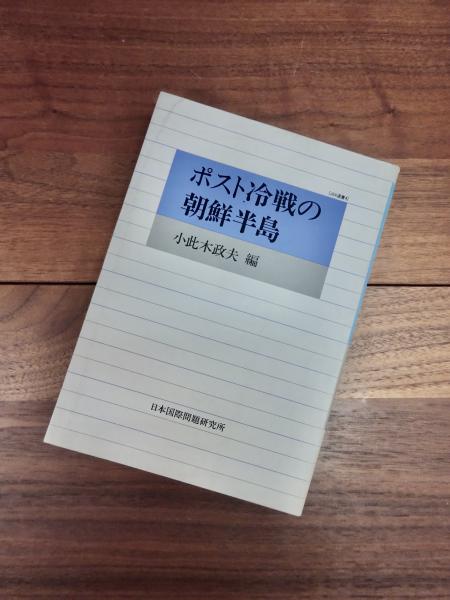 ポスト冷戦の
朝鮮半島
小此木政夫 編
日本国際問題研究所